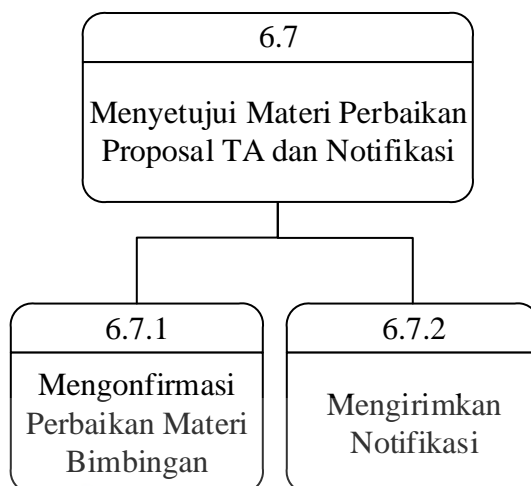 6.7
Menyetujui Materi Perbaikan
Proposal TA dan Notifikasi
6.7.1
Mengonfirmasi
Perbaikan Materi
Bimbingan
6.7.2
Mengirimkan
Notifikasi